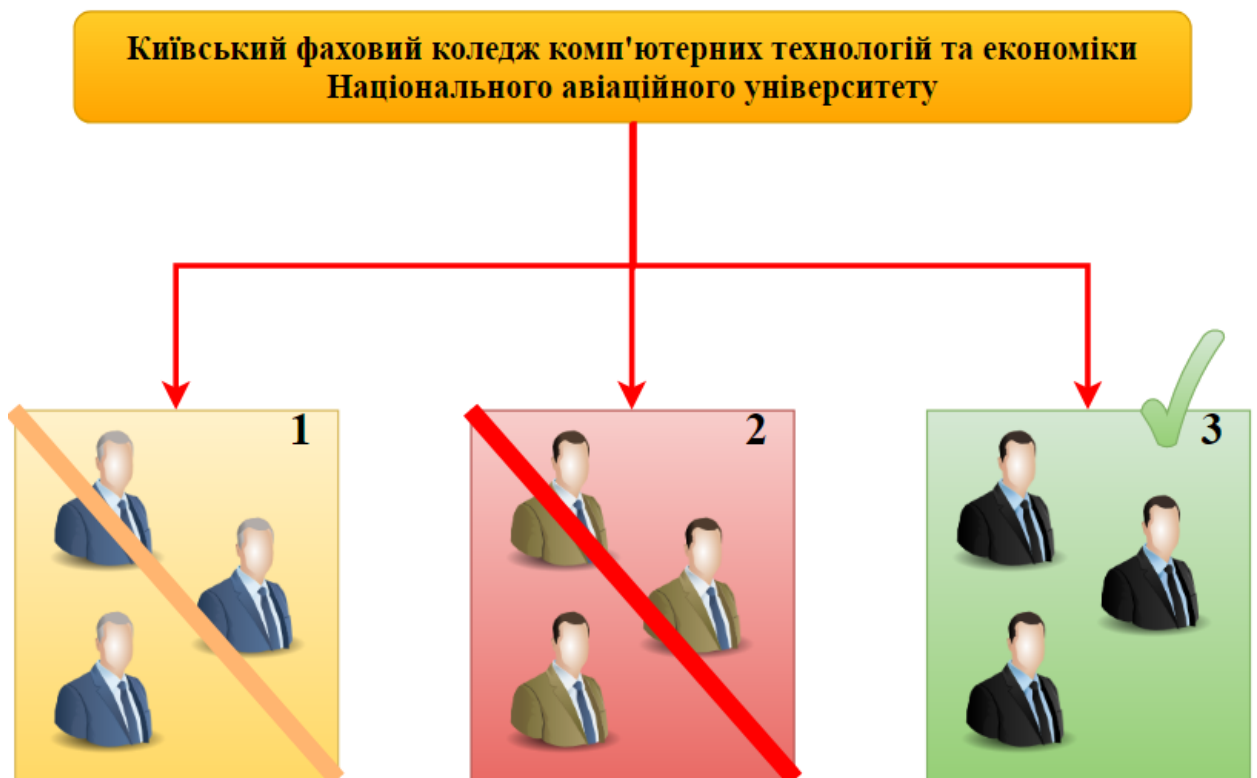 Київський фаховий коледж комп'ютерних технологій та економіки
Національного авіаційного університету
1
2
3